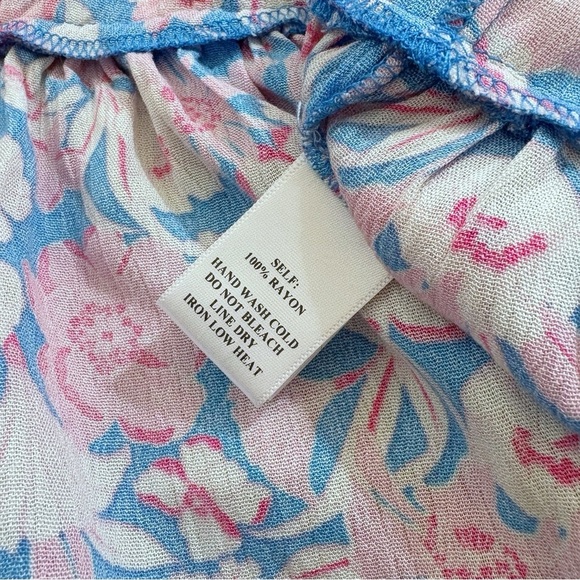 SELF:
100% RAYON
HAND WASH COLD
DO NOT BLEACH
LINE DRY
IRON LOW HEAT